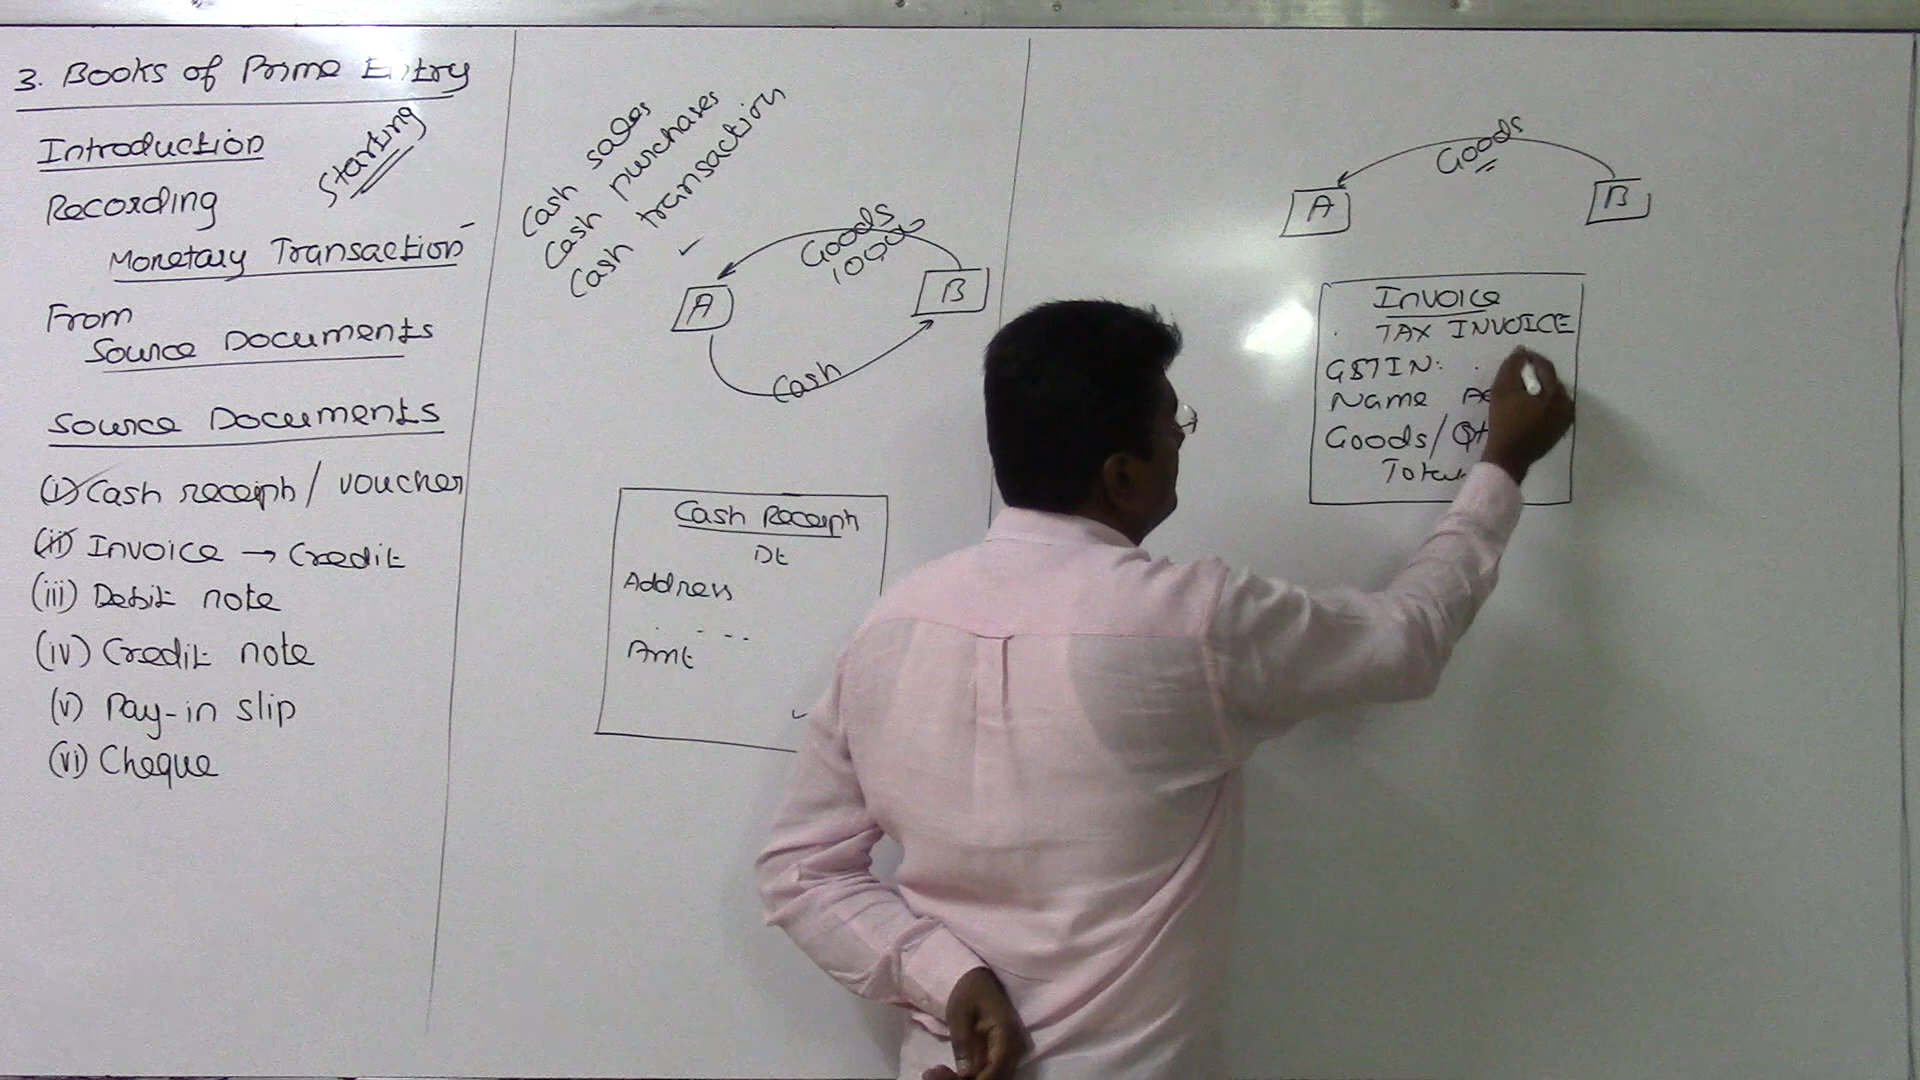 3. Books of Prime Entry
Introduction
Starting
Recording
Monetary Transaction
From
Source Documents
Source Documents
(i) Cash receipt / voucher
(ii) Invoice → Credit
(iii) Debit note
(iv) Credit note
(v) Pay-in slip
(vi) Cheque
Cash sales
Cash purchases
Cash transaction
Goods
10000
A
B
Cash
Cash Receipt
Dt
Address
Amt
Goods
A
B
Invoice
TAX INVOICE
GSTIN:
Name
Goods/